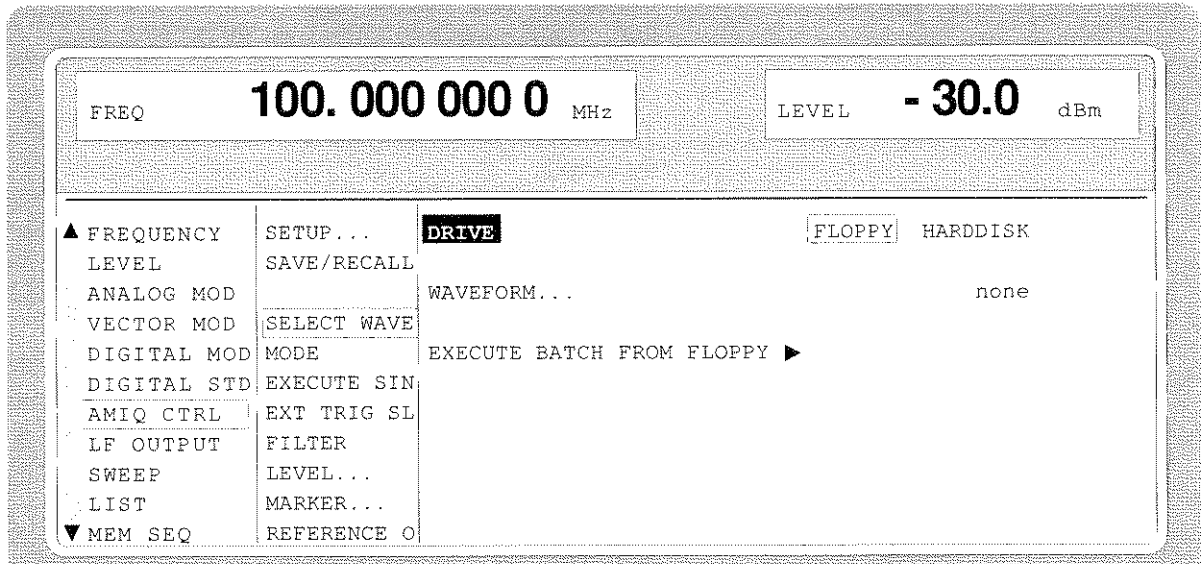 FREQ 100. 000 000 0 MHz LEVEL - 30.0 dBm
▲ FREQUENCY SETUP... DRIVE FLOPPY HARDDISK
LEVEL SAVE/RECALL
ANALOG MOD WAVEFORM... none
VECTOR MOD SELECT WAVE
DIGITAL MOD MODE EXECUTE BATCH FROM FLOPPY ▶
DIGITAL STD EXECUTE SIN
AMIQ CTRL EXT TRIG SL
LF OUTPUT FILTER
SWEEP LEVEL...
LIST MARKER...
▼ MEM SEQ REFERENCE O